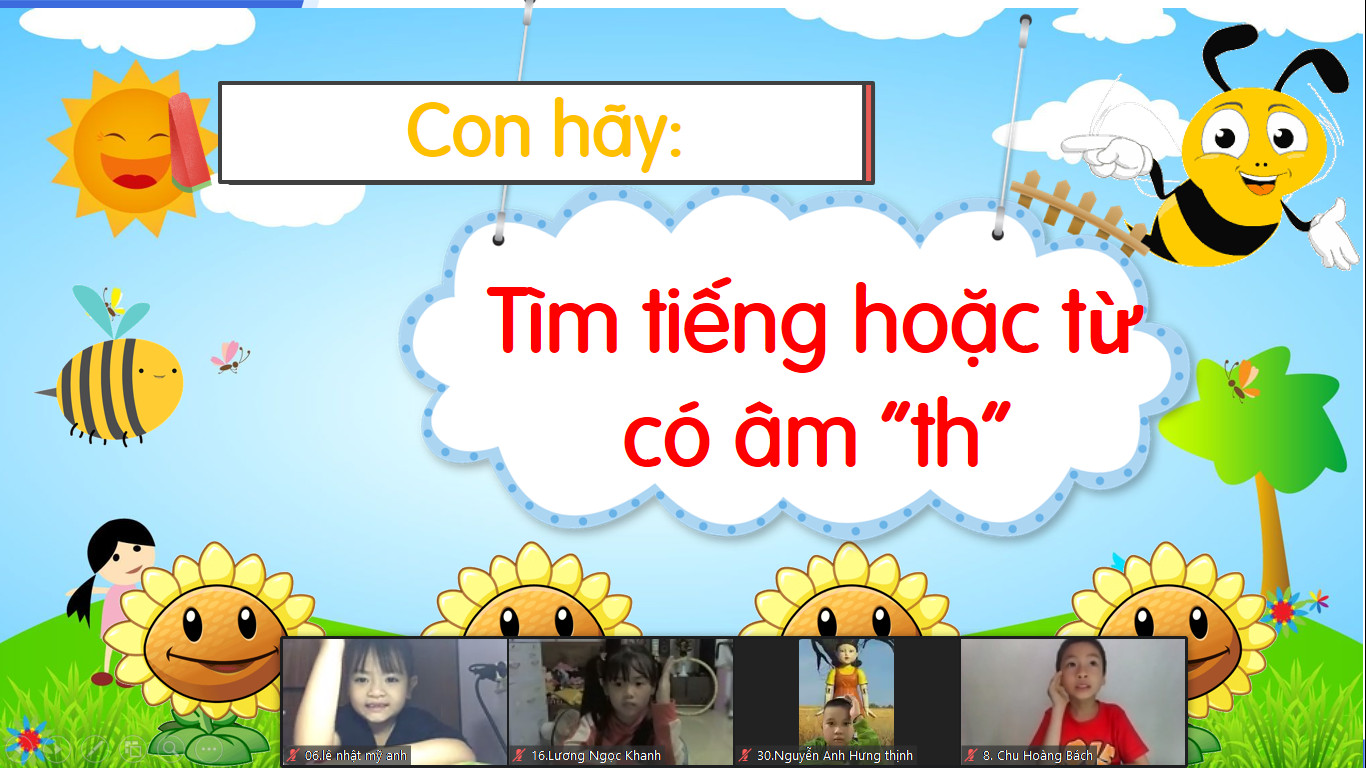 Con hãy:
Tìm tiếng hoặc từ
có âm "th"
06.lê nhật mỹ anh
16.Lương Ngọc Khanh
30.Nguyễn Anh Hưng thịnh
8. Chu Hoàng Bách